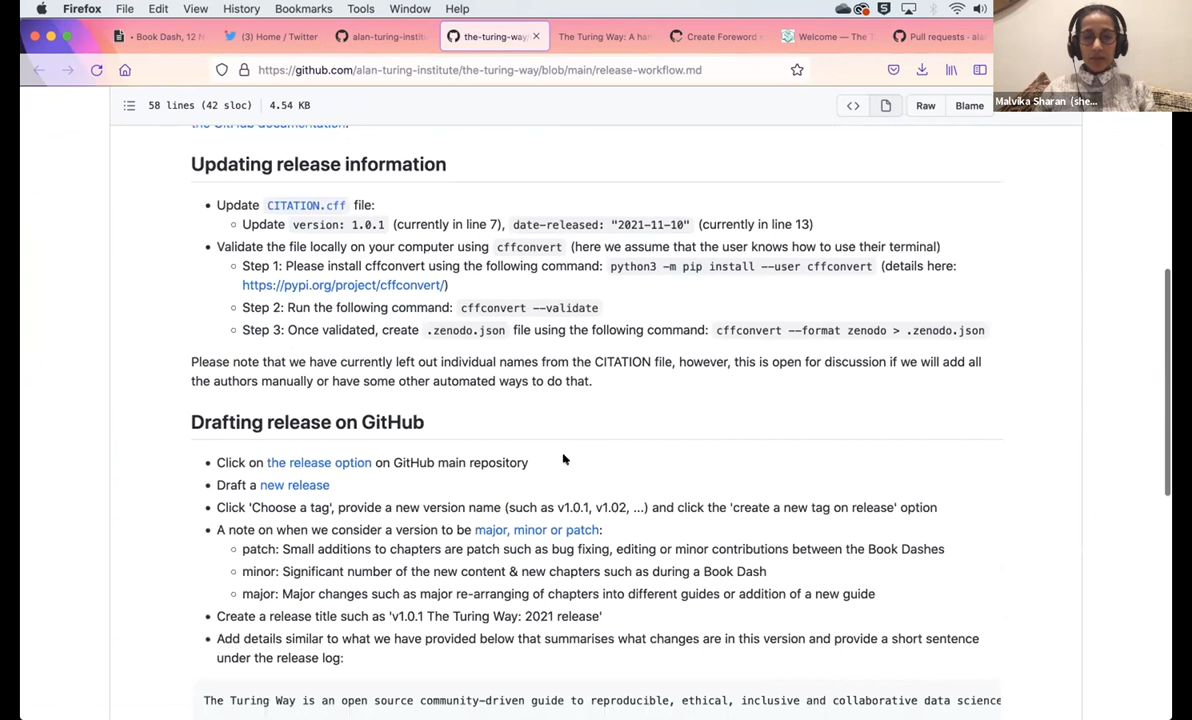 Firefox File Edit View History Bookmarks Tools Window Help
· Book Dash, 12 N
(3) Home / Twitter
alan-turing-instit
the-turing-way
The Turing Way: A han
Create Foreword
Welcome — The T
Pull requests · alan
https://github.com/alan-turing-institute/the-turing-way/blob/main/release-workflow.md
Malvika Sharan (she...
58 lines (42 sloc) 4.54 KB
Raw Blame
the GitHub documentation.
Updating release information
• Update CITATION.cff file:
◦ Update version: 1.0.1 (currently in line 7), date-released: "2021-11-10" (currently in line 13)
• Validate the file locally on your computer using cffconvert (here we assume that the user knows how to use their terminal)
◦ Step 1: Please install cffconvert using the following command: python3 -m pip install --user cffconvert (details here:
https://pypi.org/project/cffconvert/)
◦ Step 2: Run the following command: cffconvert --validate
◦ Step 3: Once validated, create .zenodo.json file using the following command: cffconvert --format zenodo > .zenodo.json
Please note that we have currently left out individual names from the CITATION file, however, this is open for discussion if we will add all
the authors manually or have some other automated ways to do that.
Drafting release on GitHub
• Click on the release option on GitHub main repository
• Draft a new release
• Click 'Choose a tag', provide a new version name (such as v1.0.1, v1.02, ...) and click the 'create a new tag on release' option
• A note on when we consider a version to be major, minor or patch:
◦ patch: Small additions to chapters are patch such as bug fixing, editing or minor contributions between the Book Dashes
◦ minor: Significant number of the new content & new chapters such as during a Book Dash
◦ major: Major changes such as major re-arranging of chapters into different guides or addition of a new guide
• Create a release title such as 'v1.0.1 The Turing Way: 2021 release'
• Add details similar to what we have provided below that summarises what changes are in this version and provide a short sentence
under the release log:
The Turing Way is an open source community-driven guide to reproducible, ethical, inclusive and collaborative data science